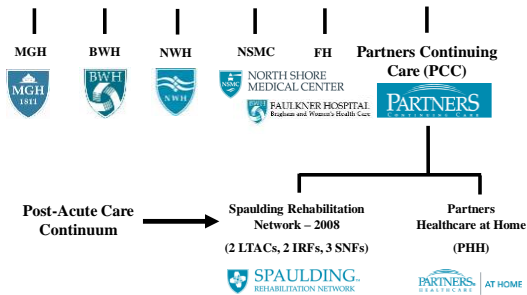 MGH
BWH
NWH
NSMC
FH
Partners Continuing
Care (PCC)
MGH
1811
BWH
NWH
NSMC
NORTH SHORE
MEDICAL CENTER
BWH
FAULKNER HOSPITAL
Brigham and Women's Health Care
PARTNERS
CONTINUING CARE
Post-Acute Care
Continuum
Spaulding Rehabilitation
Network – 2008
(2 LTACs, 2 IRFs, 3 SNFs)
SPAULDING
REHABILITATION NETWORK
Partners
Healthcare at Home
(PHH)
PARTNERS
HEALTHCARE
AT HOME